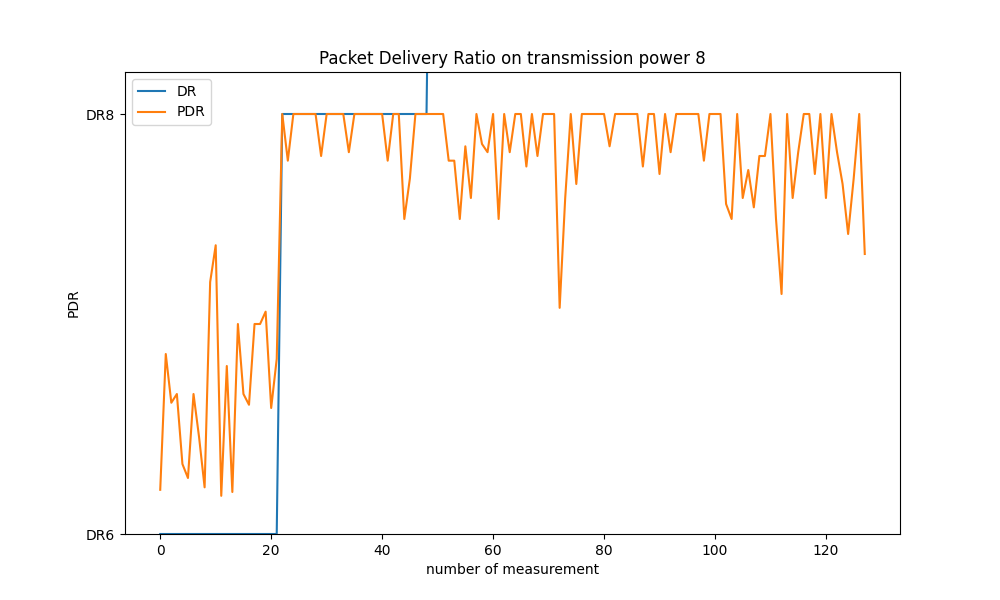 Packet Delivery Ratio on transmission power 8
DR
PDR
DR8
DR6
PDR
0 20 40 60 80 100 120
number of measurement